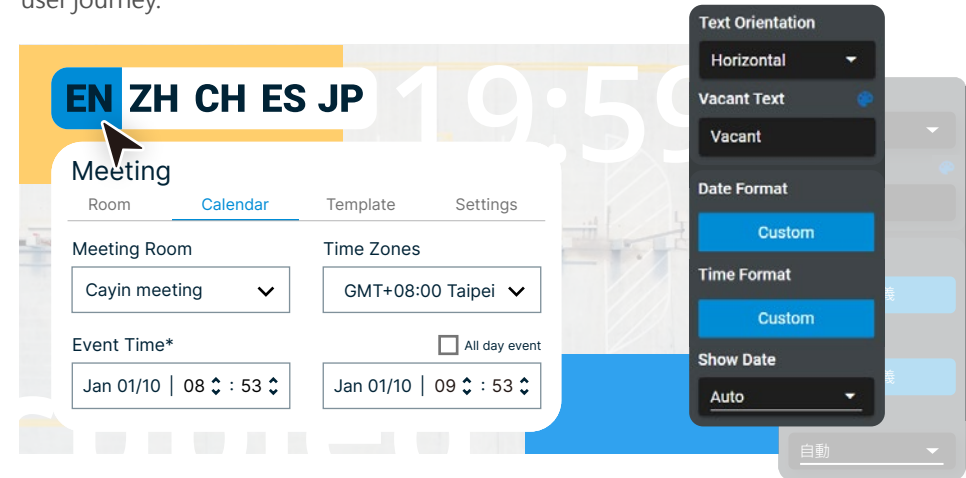 user journey.
19:59
EN ZH CH ES JP
Meeting
Room Calendar Template Settings
Meeting Room Time Zones
Cayin meeting GMT+08:00 Taipei
Event Time* All day event
Jan 01/10 | 08 : 53 Jan 01/10 | 09 : 53
Text Orientation
Horizontal
Vacant Text
Vacant
Date Format
Custom
Time Format
Custom
Show Date
Auto
義
義
自動